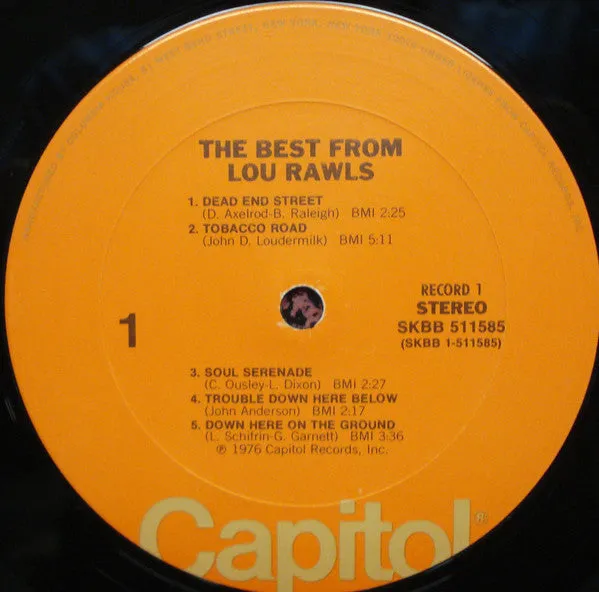 THE BEST FROM
LOU RAWLS
1. DEAD END STREET
(D. Axelrod-B. Raleigh) BMI 2:25
2. TOBACCO ROAD
(John D. Loudermilk) BMI 5:11
1
RECORD 1
STEREO
SKBB 511585
(SKBB 1-511585)
3. SOUL SERENADE
(C. Ousley-L. Dixon) BMI 2:27
4. TROUBLE DOWN HERE BELOW
(John Anderson) BMI 2:17
5. DOWN HERE ON THE GROUND
(L. Schifrin-G. Garnett) BMI 3:36
℗ 1976 Capitol Records, Inc.
Capitol®